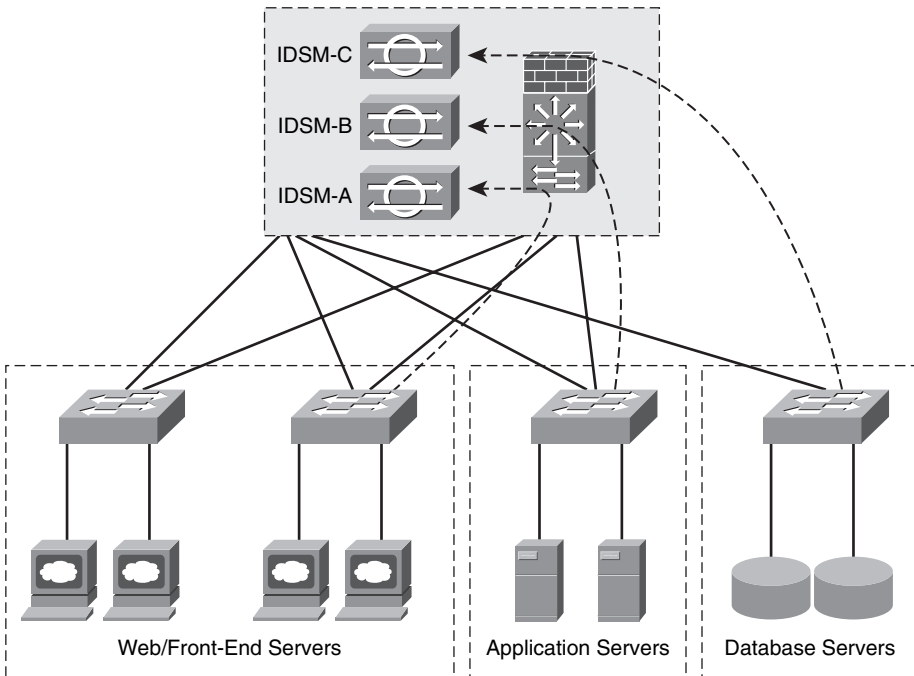 IDSM-C
IDSM-B
IDSM-A
Web/Front-End Servers
Application Servers
Database Servers